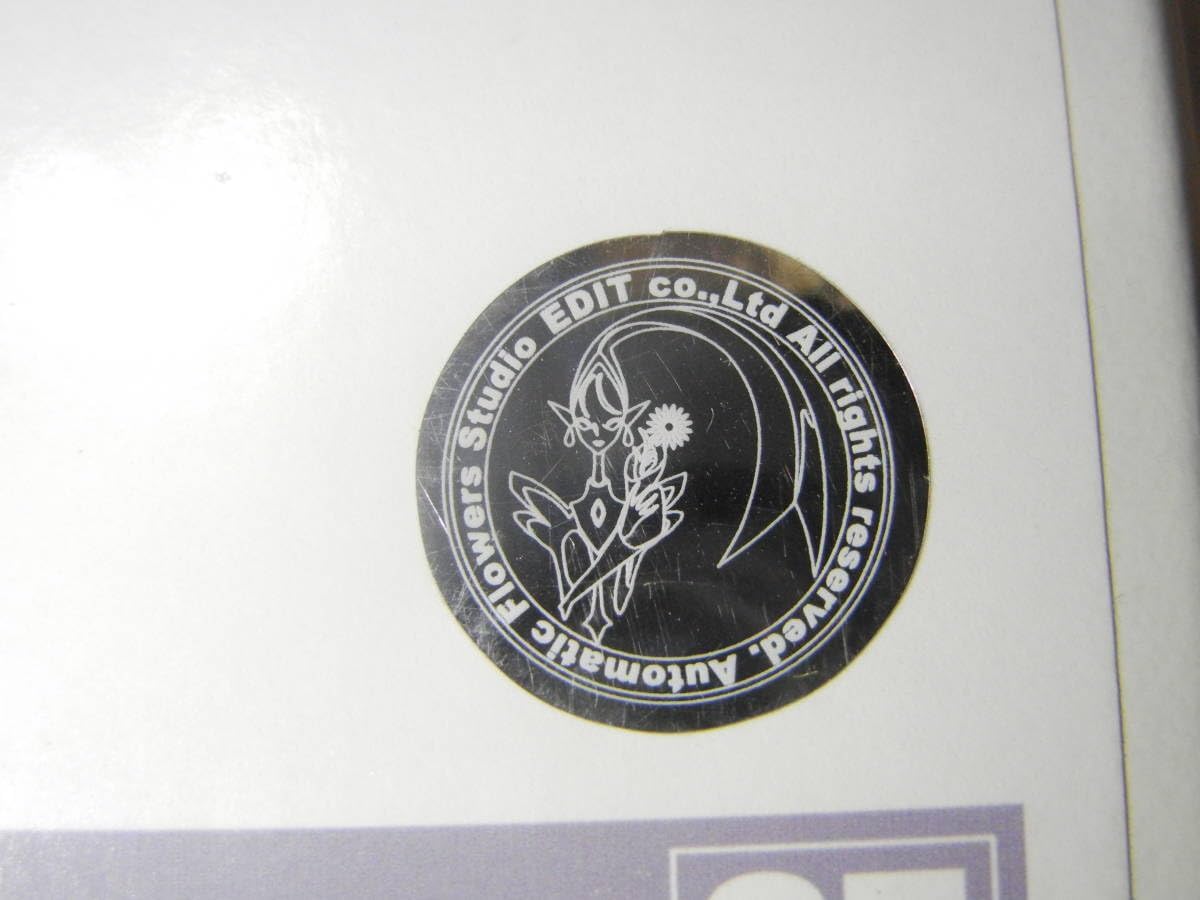 Automatic Flowers Studio EDIT co.,Ltd All rights reserved.